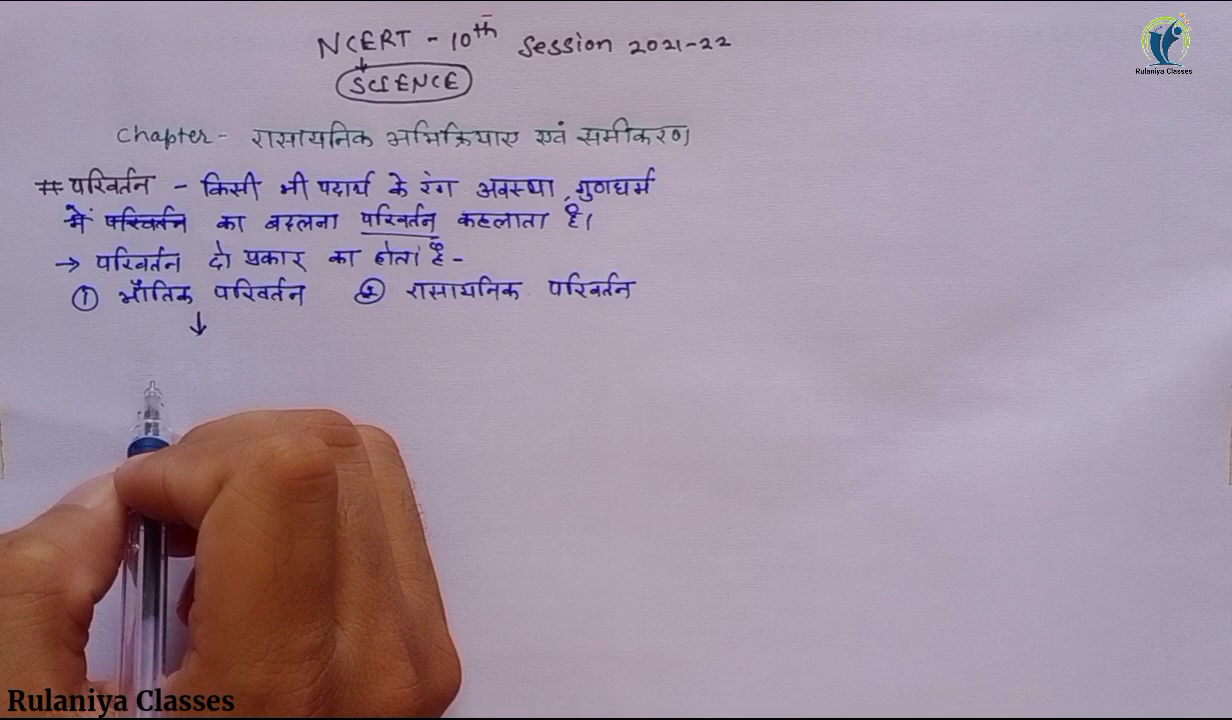 NCERT - 10th Session 2021-22
SCIENCE
Rulaniya Classes
Chapter- रासायनिक अभिक्रियाए एवं समीकरण
# परिवर्तन - किसी भी पदार्थ के रंग अवस्था, गुणधर्म
में परिवर्तन का बदलना परिवर्तन कहलाता है।
→ परिवर्तन दो प्रकार का होता है -
① भौतिक परिवर्तन ② रासायनिक परिवर्तन
↓
Rulaniya Classes